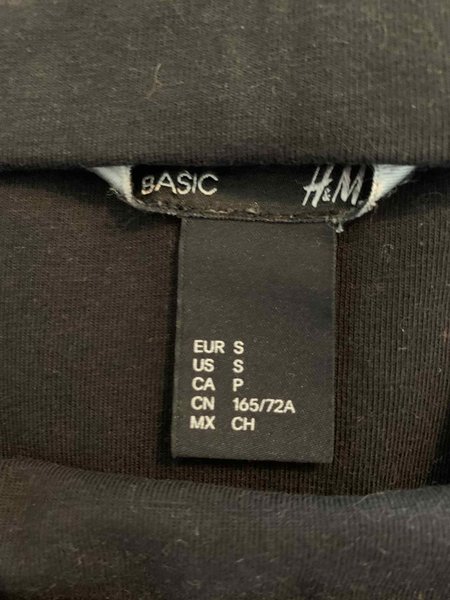 BASIC H&M
EUR S
US S
CA P
CN 165/72A
MX CH